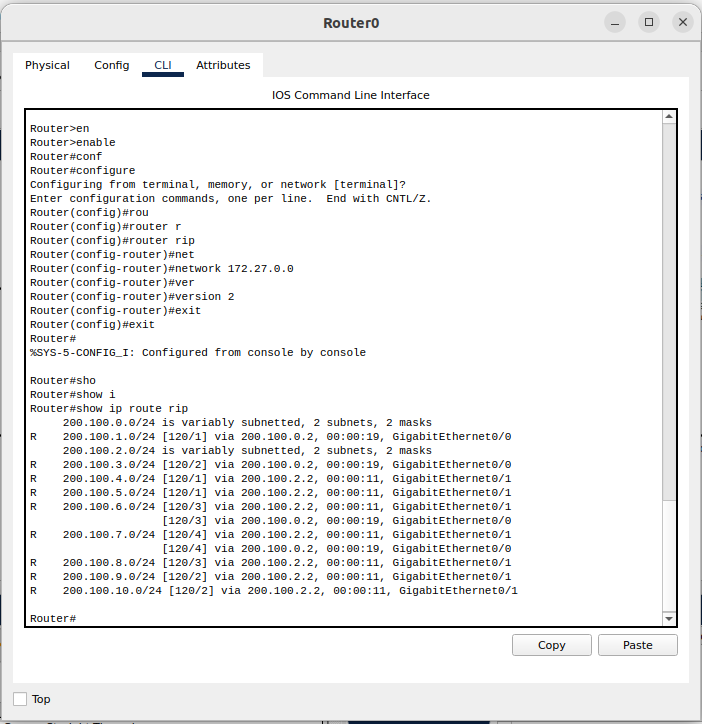 Router0
Physical Config CLI Attributes
IOS Command Line Interface
Router>en
Router>enable
Router#conf
Router#configure
Configuring from terminal, memory, or network [terminal]?
Enter configuration commands, one per line.  End with CNTL/Z.
Router(config)#rou
Router(config)#router r
Router(config)#router rip
Router(config-router)#net
Router(config-router)#network 172.27.0.0
Router(config-router)#ver
Router(config-router)#version 2
Router(config-router)#exit
Router(config)#exit
Router#
%SYS-5-CONFIG_I: Configured from console by console
Router#sho
Router#show i
Router#show ip route rip
     200.100.0.0/24 is variably subnetted, 2 subnets, 2 masks
R    200.100.1.0/24 [120/1] via 200.100.0.2, 00:00:19, GigabitEthernet0/0
     200.100.2.0/24 is variably subnetted, 2 subnets, 2 masks
R    200.100.3.0/24 [120/2] via 200.100.0.2, 00:00:19, GigabitEthernet0/0
R    200.100.4.0/24 [120/1] via 200.100.2.2, 00:00:11, GigabitEthernet0/1
R    200.100.5.0/24 [120/1] via 200.100.2.2, 00:00:11, GigabitEthernet0/1
R    200.100.6.0/24 [120/3] via 200.100.2.2, 00:00:11, GigabitEthernet0/1
                    [120/3] via 200.100.0.2, 00:00:19, GigabitEthernet0/0
R    200.100.7.0/24 [120/4] via 200.100.2.2, 00:00:11, GigabitEthernet0/1
                    [120/4] via 200.100.0.2, 00:00:19, GigabitEthernet0/0
R    200.100.8.0/24 [120/3] via 200.100.2.2, 00:00:11, GigabitEthernet0/1
R    200.100.9.0/24 [120/2] via 200.100.2.2, 00:00:11, GigabitEthernet0/1
R    200.100.10.0/24 [120/2] via 200.100.2.2, 00:00:11, GigabitEthernet0/1
Router#
Copy Paste
Top